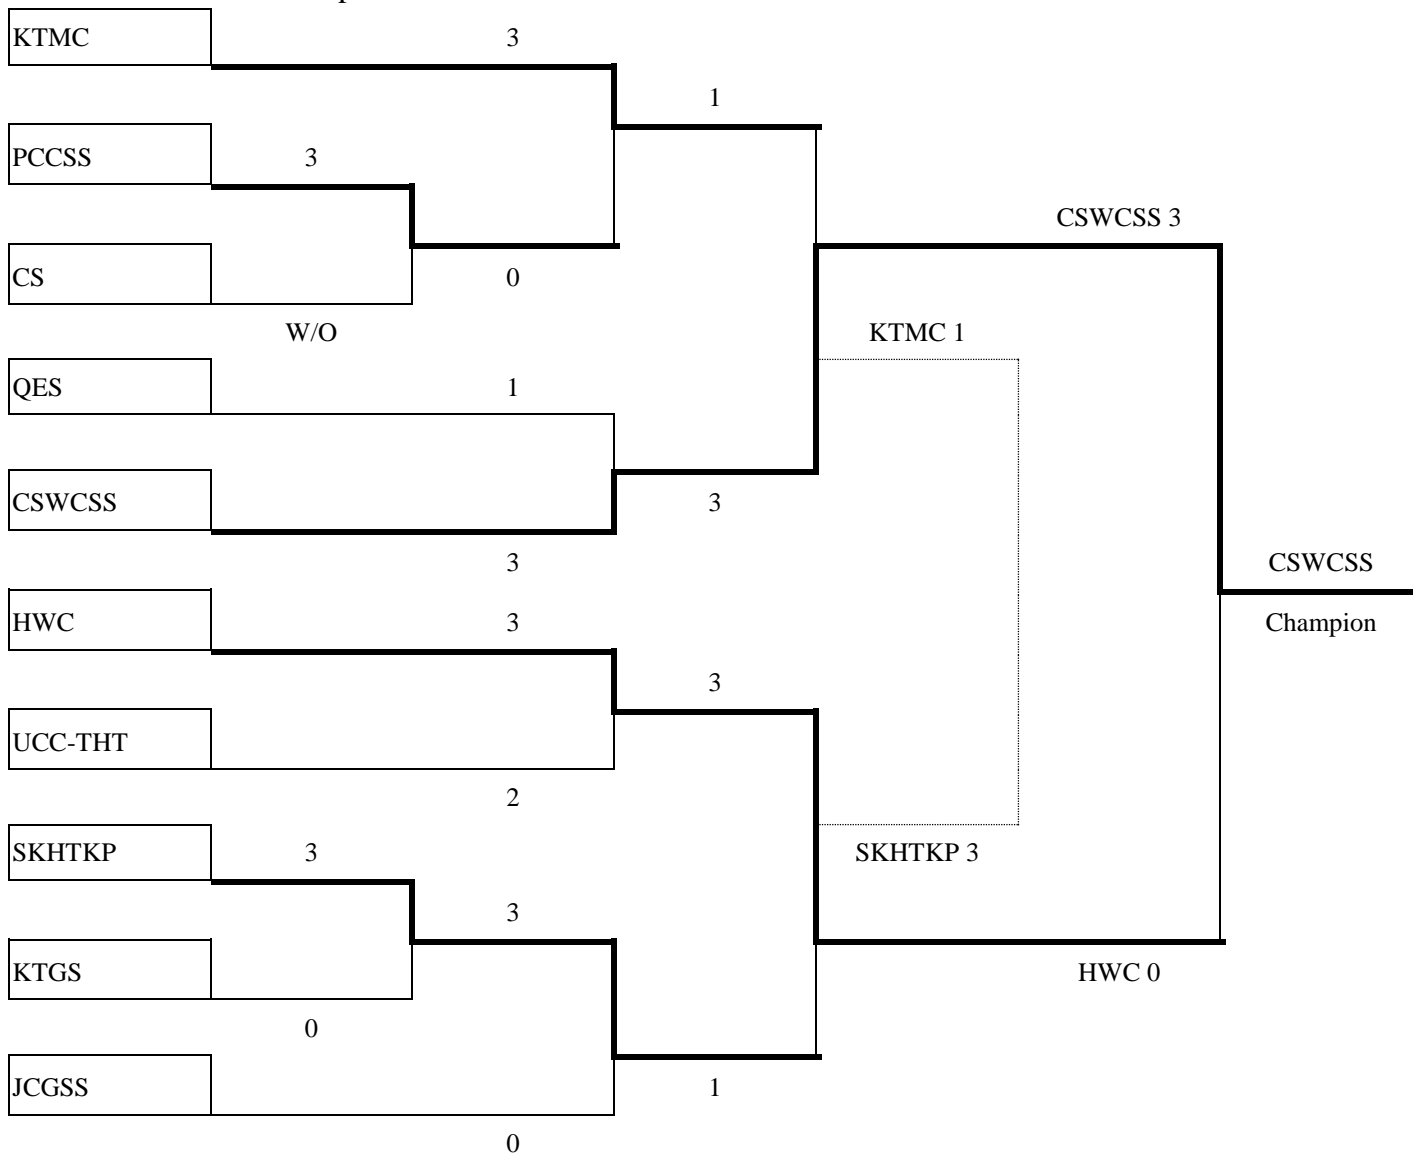 KTMC
3
1
PCCSS
3
CSWCSS 3
CS
0
W/O
KTMC 1
QES
1
CSWCSS
3
3
CSWCSS
HWC
3
Champion
3
UCC-THT
2
SKHTKP
3
SKHTKP 3
3
KTGS
HWC 0
0
JCGSS
1
0